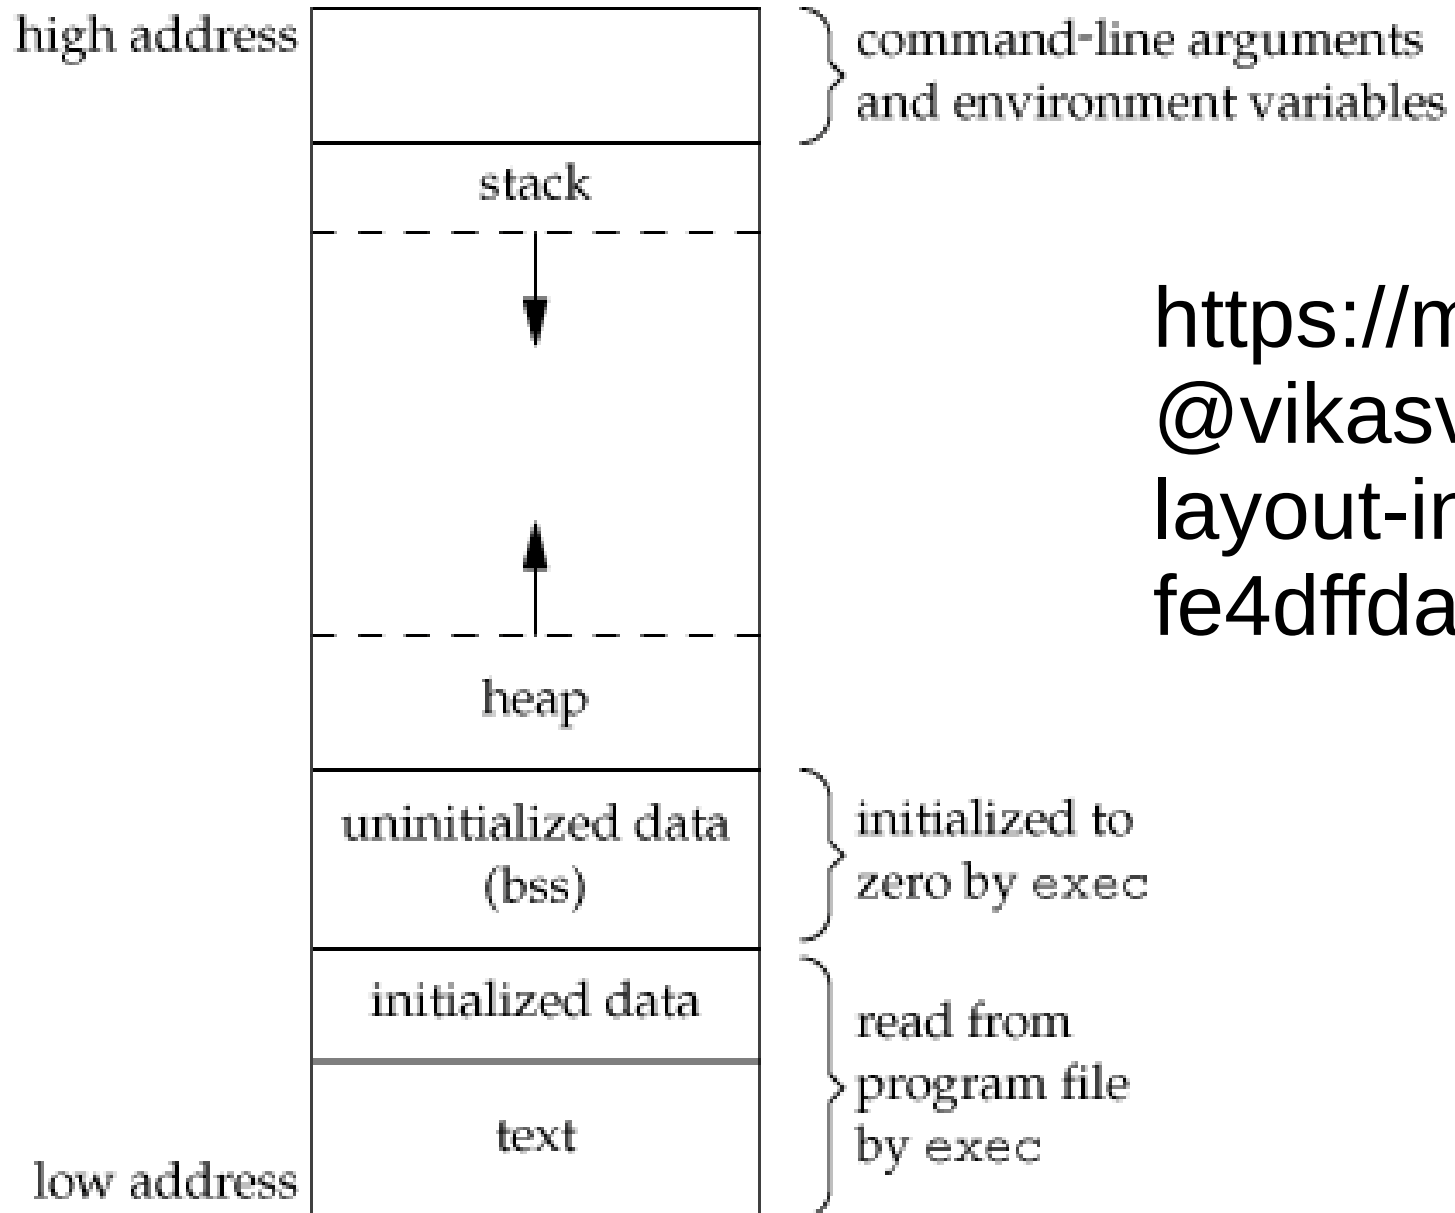 high address
command-line arguments
and environment variables
stack
https://m
@vikasv
layout-in
fe4dffda
heap
uninitialized data
(bss)
initialized to
zero by exec
initialized data
read from
program file
by exec
text
low address